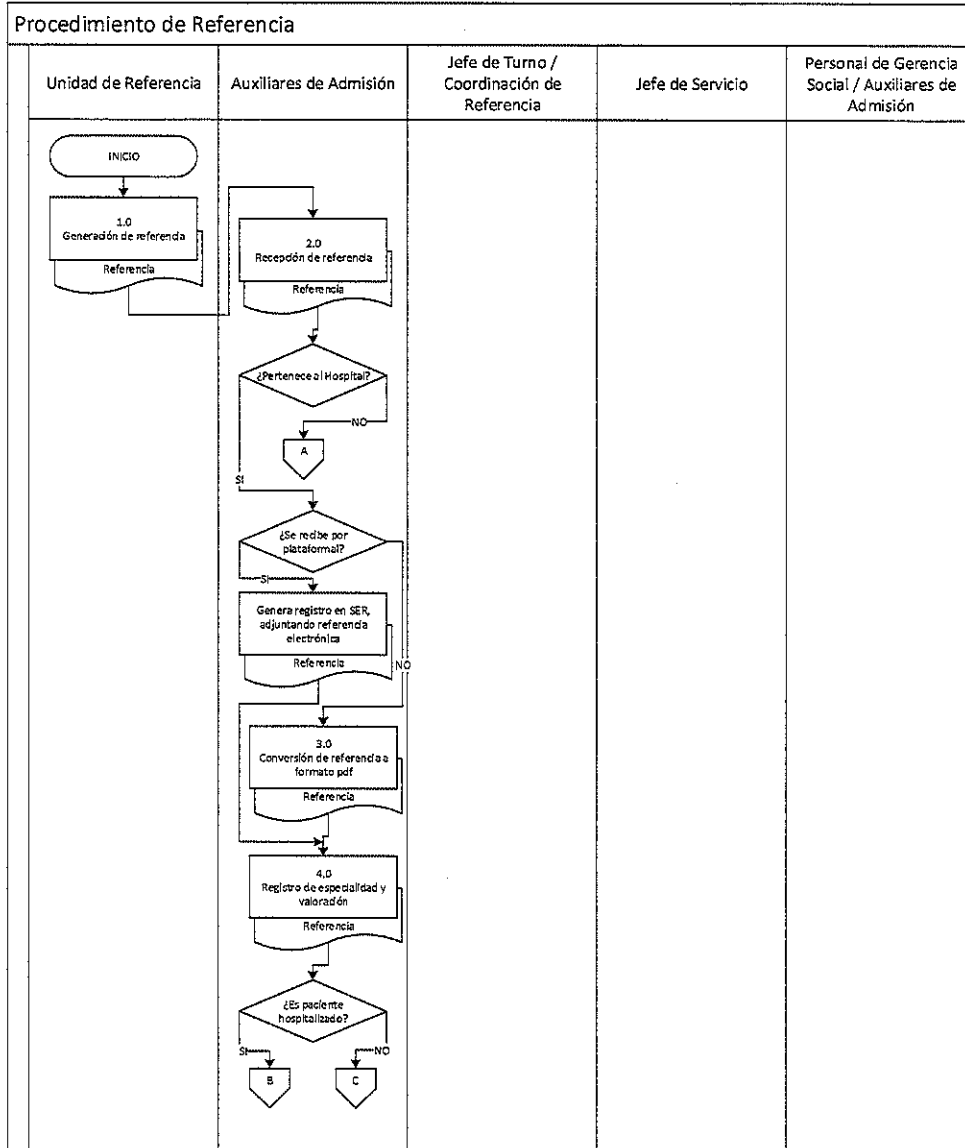 Procedimiento de Referencia
Unidad de Referencia
Auxiliares de Admisión
Jefe de Turno /
Coordinación de
Referencia
Jefe de Servicio
Personal de Gerencia
Social / Auxiliares de
Admisión
INICIO
1.0
Generación de referencia
Referencia
2.0
Recepción de referencia
Referencia
¿Pertenece al Hospital?
NO
A
SI
¿Se recibe por
plataforma?
SI
Genera registro en SER,
adjuntando referencia
electrónica
Referencia
NO
3.0
Conversión de referencia a
formato pdf
Referencia
4.0
Registro de especialidad y
valoración
Referencia
¿Es paciente
hospitalizado?
SI
NO
B
C